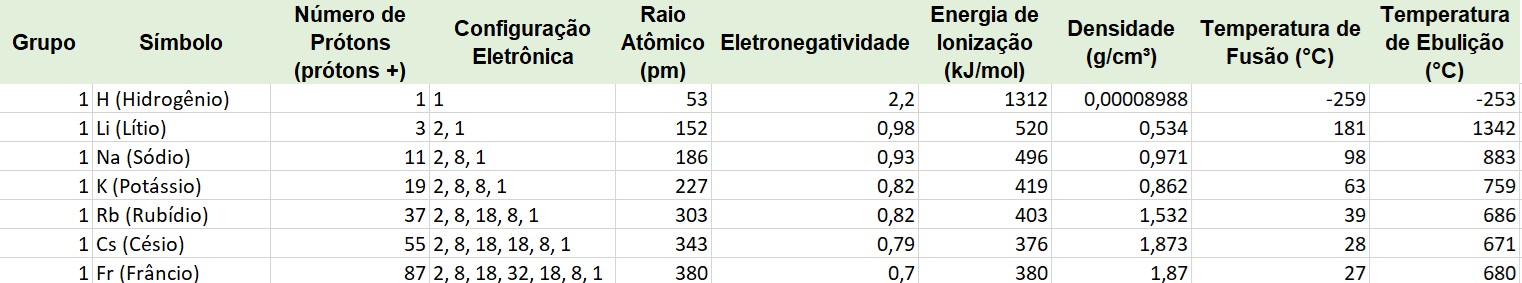 Grupo Símbolo Número de Prótons (prótons +) Configuração Eletrônica Raio Atômico (pm) Eletronegatividade Energia de Ionização (kJ/mol) Densidade (g/cm³) Temperatura de Fusão (°C) Temperatura de Ebulição (°C)
1 H (Hidrogênio) 1 1 53 2,2 1312 0,00008988 -259 -253
1 Li (Lítio) 3 2, 1 152 0,98 520 0,534 181 1342
1 Na (Sódio) 11 2, 8, 1 186 0,93 496 0,971 98 883
1 K (Potássio) 19 2, 8, 8, 1 227 0,82 419 0,862 63 759
1 Rb (Rubídio) 37 2, 8, 18, 8, 1 303 0,82 403 1,532 39 686
1 Cs (Césio) 55 2, 8, 18, 18, 8, 1 343 0,79 376 1,873 28 671
1 Fr (Frâncio) 87 2, 8, 18, 32, 18, 8, 1 380 0,7 380 1,87 27 680